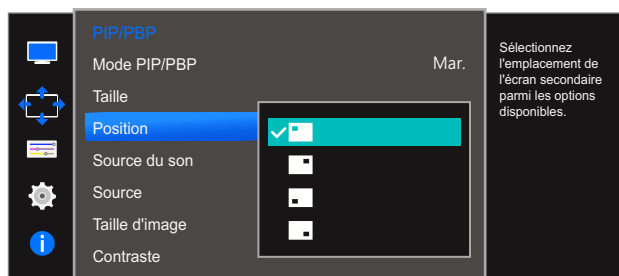 PIP/PBP
Mode PIP/PBP Mar.
Taille
Position
Source du son
Source
Taille d'image
Contraste
Sélectionnez
l'emplacement de
l'écran secondaire
parmi les options
disponibles.